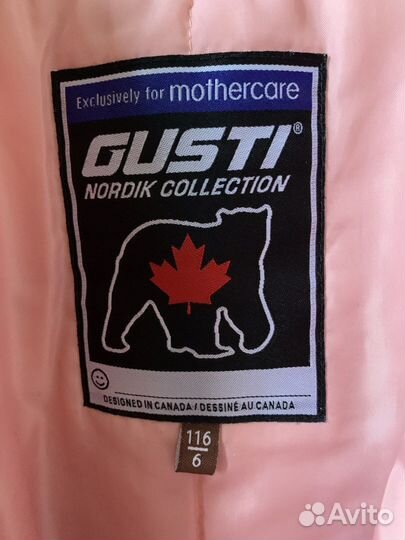 Exclusively for mothercare
GUSTI®
NORDIK COLLECTION
DESIGNED IN CANADA / DESSINÉ AU CANADA
116
6
Avito